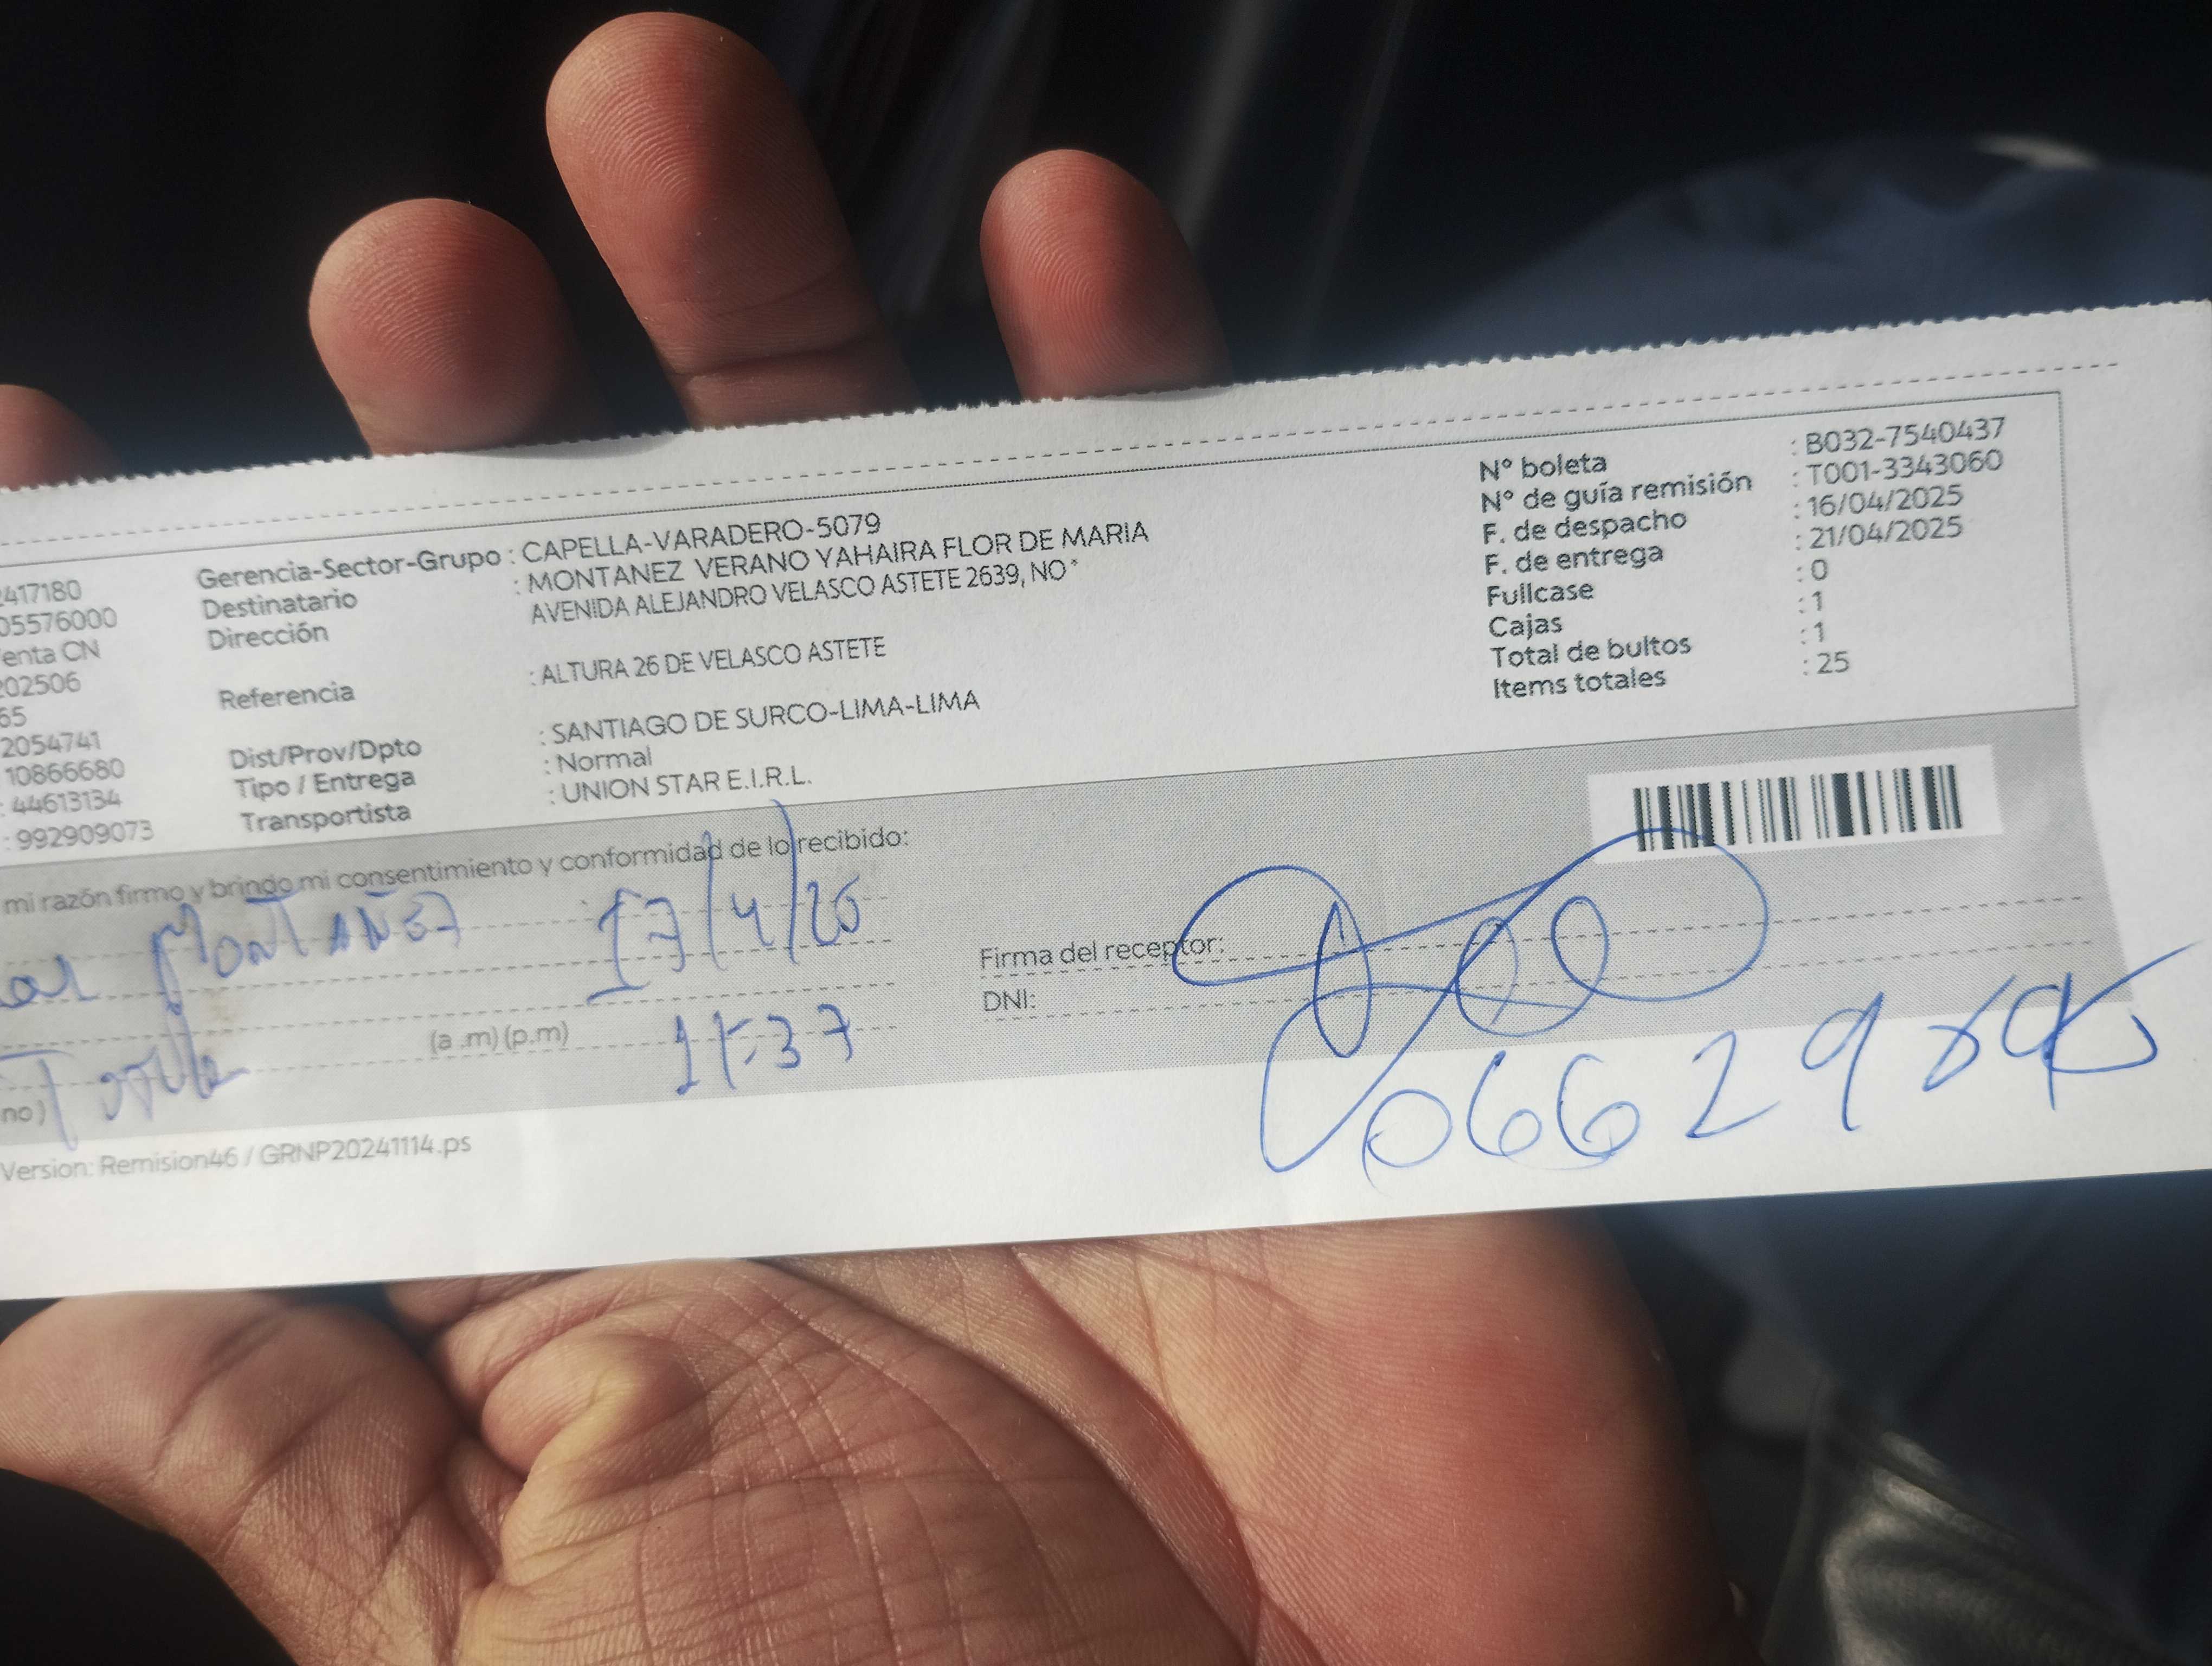 2417180
05576000
enta CN
202506
65
2054741
10866680
: 44613134
: 992909073
Gerencia-Sector-Grupo : CAPELLA-VARADERO-5079
Destinatario : MONTANEZ VERANO YAHAIRA FLOR DE MARIA
Dirección AVENIDA ALEJANDRO VELASCO ASTETE 2639, NO*
Referencia : ALTURA 26 DE VELASCO ASTETE
Dist/Prov/Dpto : SANTIAGO DE SURCO-LIMA-LIMA
Tipo / Entrega : Normal
Transportista : UNION STAR E.I.R.L.
N° boleta : B032-7540437
N° de guía remisión : T001-3343060
F. de despacho : 16/04/2025
F. de entrega : 21/04/2025
Fullcase : 0
Cajas : 1
Total de bultos : 1
Items totales : 25
mi razón firmo y brindo mi consentimiento y conformidad de lo recibido:
MONTAÑEZ 17/4/25
(a .m) (p.m) 11:37
no)
Firma del receptor:
DNI:
06629
Version: Remision46 / GRNP20241114.ps